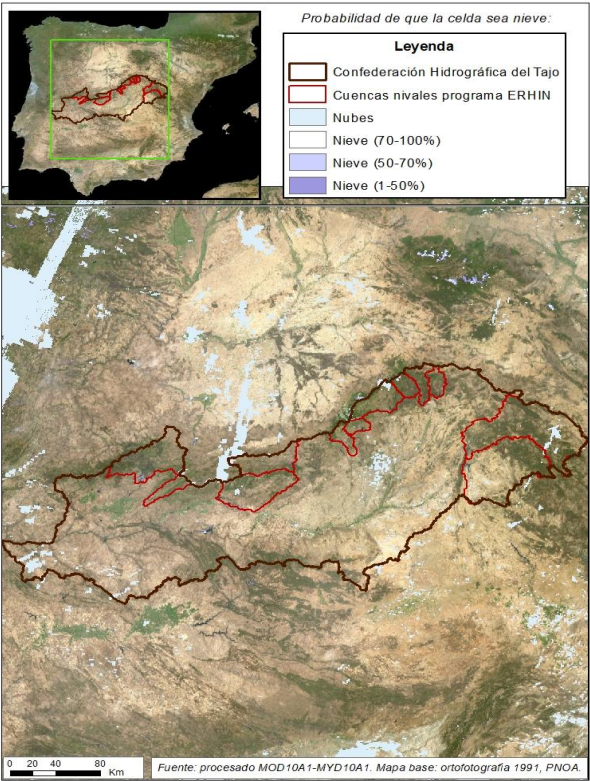 Probabilidad de que la celda sea nieve:
Leyenda
Confederación Hidrográfica del Tajo
Cuencas nivales programa ERHIN
Nubes
Nieve (70-100%)
Nieve (50-70%)
Nieve (1-50%)
0 20 40 80
Km
Fuente: procesado MOD10A1-MYD10A1. Mapa base: ortofotografia 1991, PNOA.